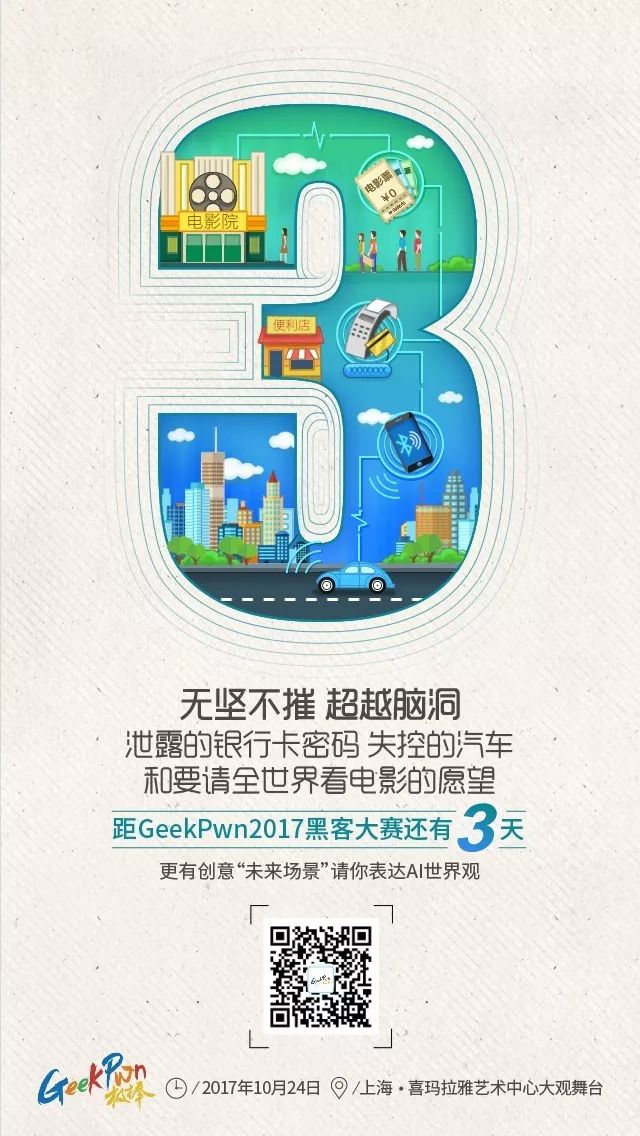 电影院
电影票
¥0
便利店
XXXXXXX
无坚不摧 超越脑洞
泄露的银行卡密码 失控的汽车
和要请全世界看电影的愿望
距GeekPwn2017黑客大赛还有3天
更有创意“未来场景”请你表达AI世界观
GeekPwn
极棒
/2017年10月24日 /上海·喜玛拉雅艺术中心大观舞台